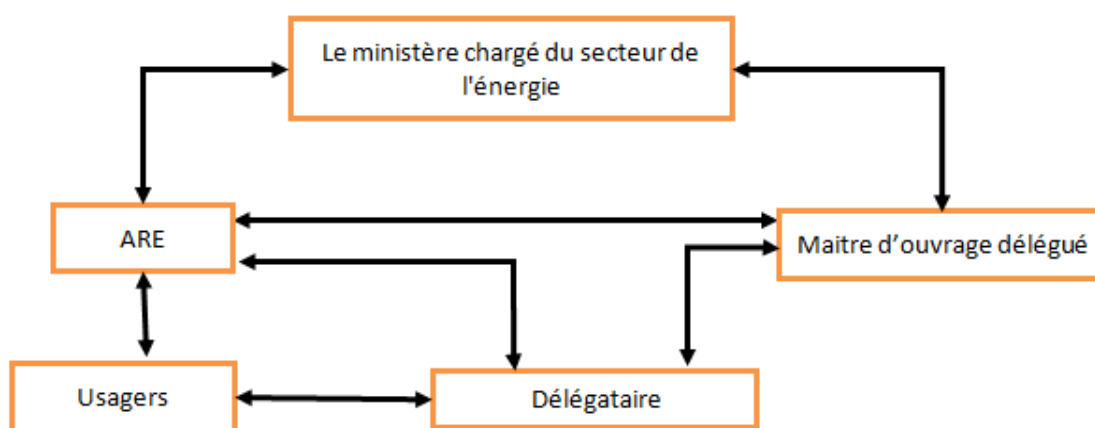 Le ministère chargé du secteur de
l'énergie
ARE
Maitre d’ouvrage délégué
Usagers
Délégataire